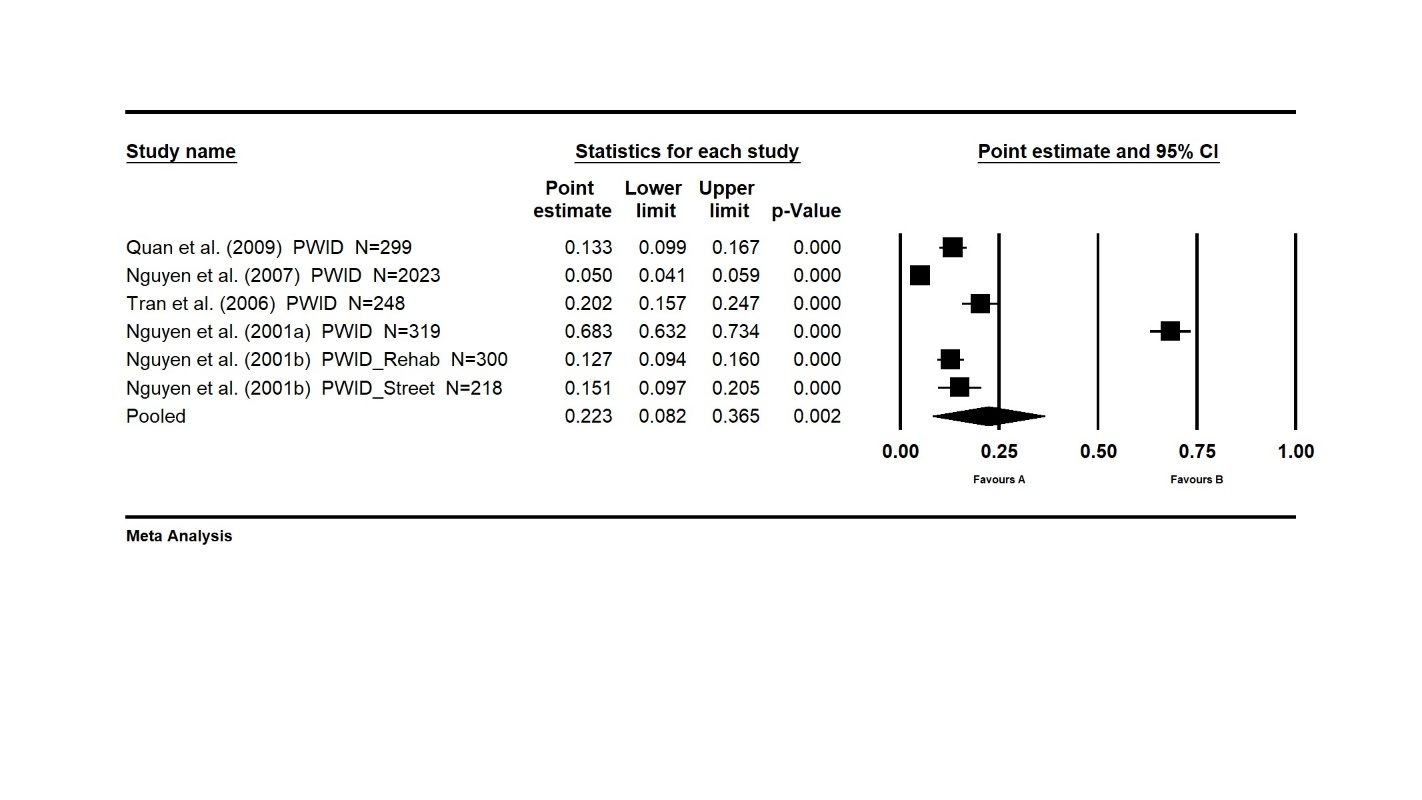 Study name Statistics for each study Point estimate and 95% CI
Point Lower Upper
estimate limit limit p-Value
Quan et al. (2009) PWID N=299 0.133 0.099 0.167 0.000
Nguyen et al. (2007) PWID N=2023 0.050 0.041 0.059 0.000
Tran et al. (2006) PWID N=248 0.202 0.157 0.247 0.000
Nguyen et al. (2001a) PWID N=319 0.683 0.632 0.734 0.000
Nguyen et al. (2001b) PWID_Rehab N=300 0.127 0.094 0.160 0.000
Nguyen et al. (2001b) PWID_Street N=218 0.151 0.097 0.205 0.000
Pooled 0.223 0.082 0.365 0.002
0.00 0.25 0.50 0.75 1.00
Favours A Favours B
Meta Analysis